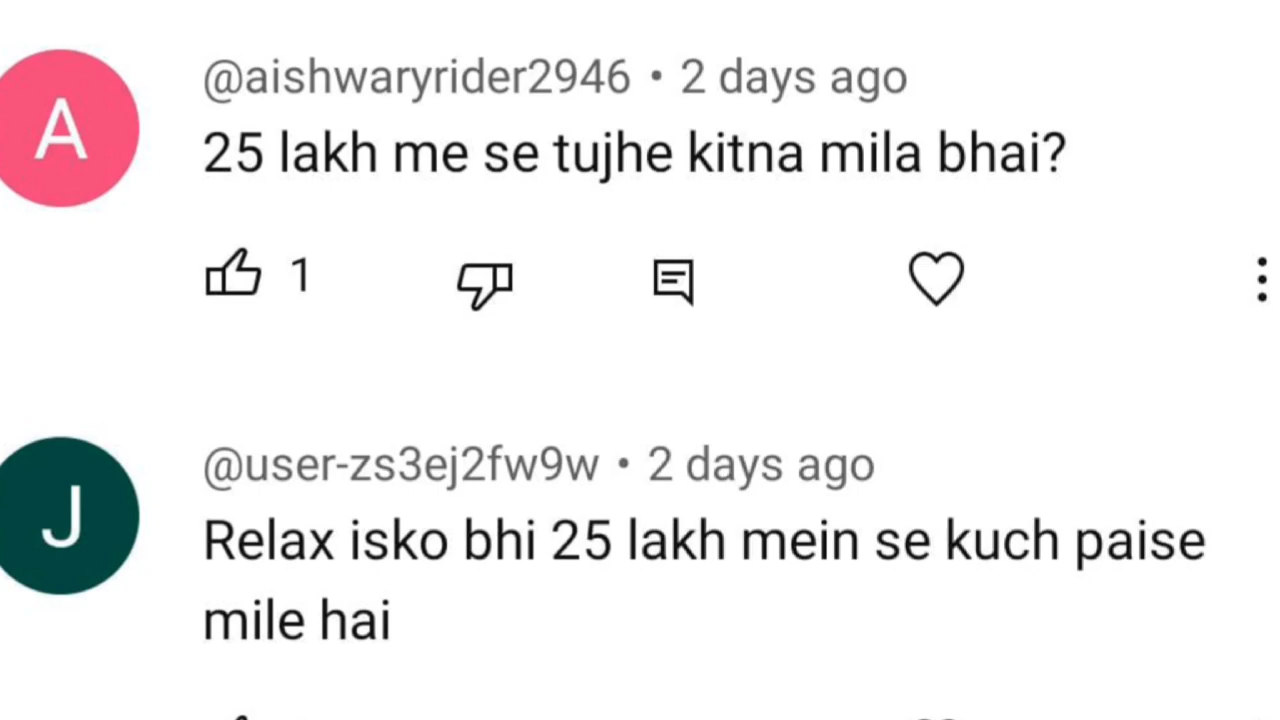 A
@aishwaryrider2946 • 2 days ago
25 lakh me se tujhe kitna mila bhai?
1
J
@user-zs3ej2fw9w • 2 days ago
Relax isko bhi 25 lakh mein se kuch paise
mile hai